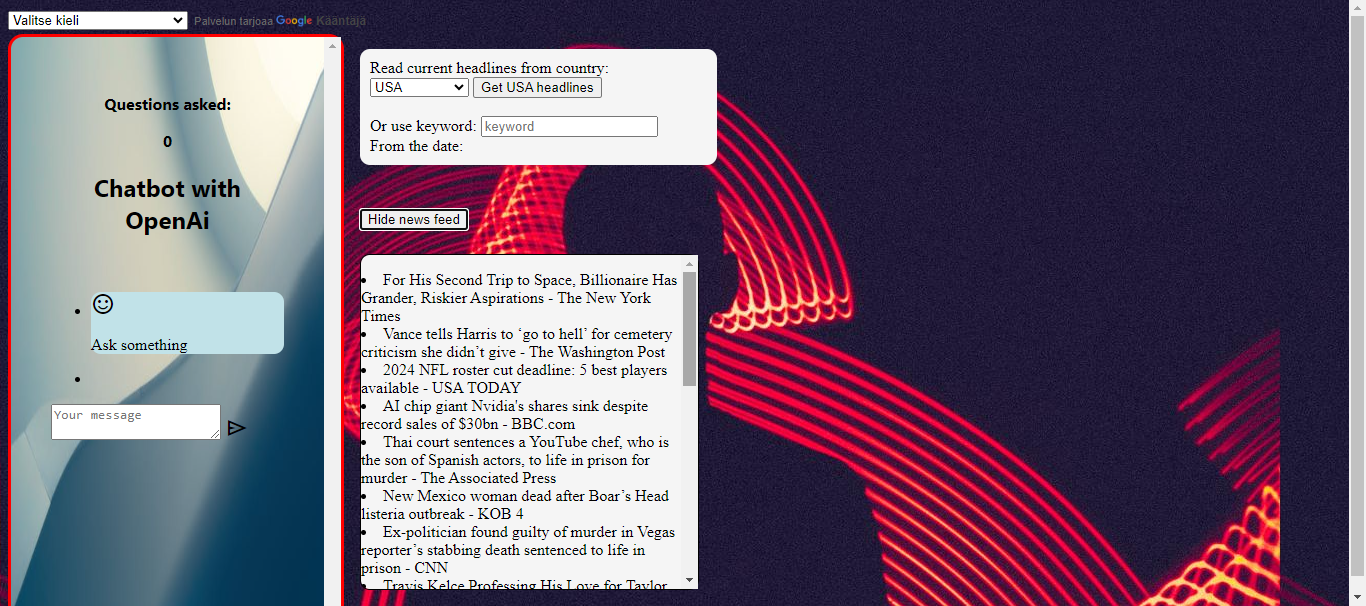 Valitse kieli
Palvelun tarjoaa Google Kääntäjä
Questions asked:
0
Chatbot with
OpenAi
Ask something
Your message
Read current headlines from country:
USA Get USA headlines
Or use keyword: keyword
From the date:
Hide news feed
For His Second Trip to Space, Billionaire Has
Grander, Riskier Aspirations - The New York
Times
Vance tells Harris to ‘go to hell’ for cemetery
criticism she didn’t give - The Washington Post
2024 NFL roster cut deadline: 5 best players
available - USA TODAY
AI chip giant Nvidia's shares sink despite
record sales of $30bn - BBC.com
Thai court sentences a YouTube chef, who is
the son of Spanish actors, to life in prison for
murder - The Associated Press
New Mexico woman dead after Boar’s Head
listeria outbreak - KOB 4
Ex-politician found guilty of murder in Vegas
reporter’s stabbing death sentenced to life in
prison - CNN
Travis Kelce Professing His Love for Taylor